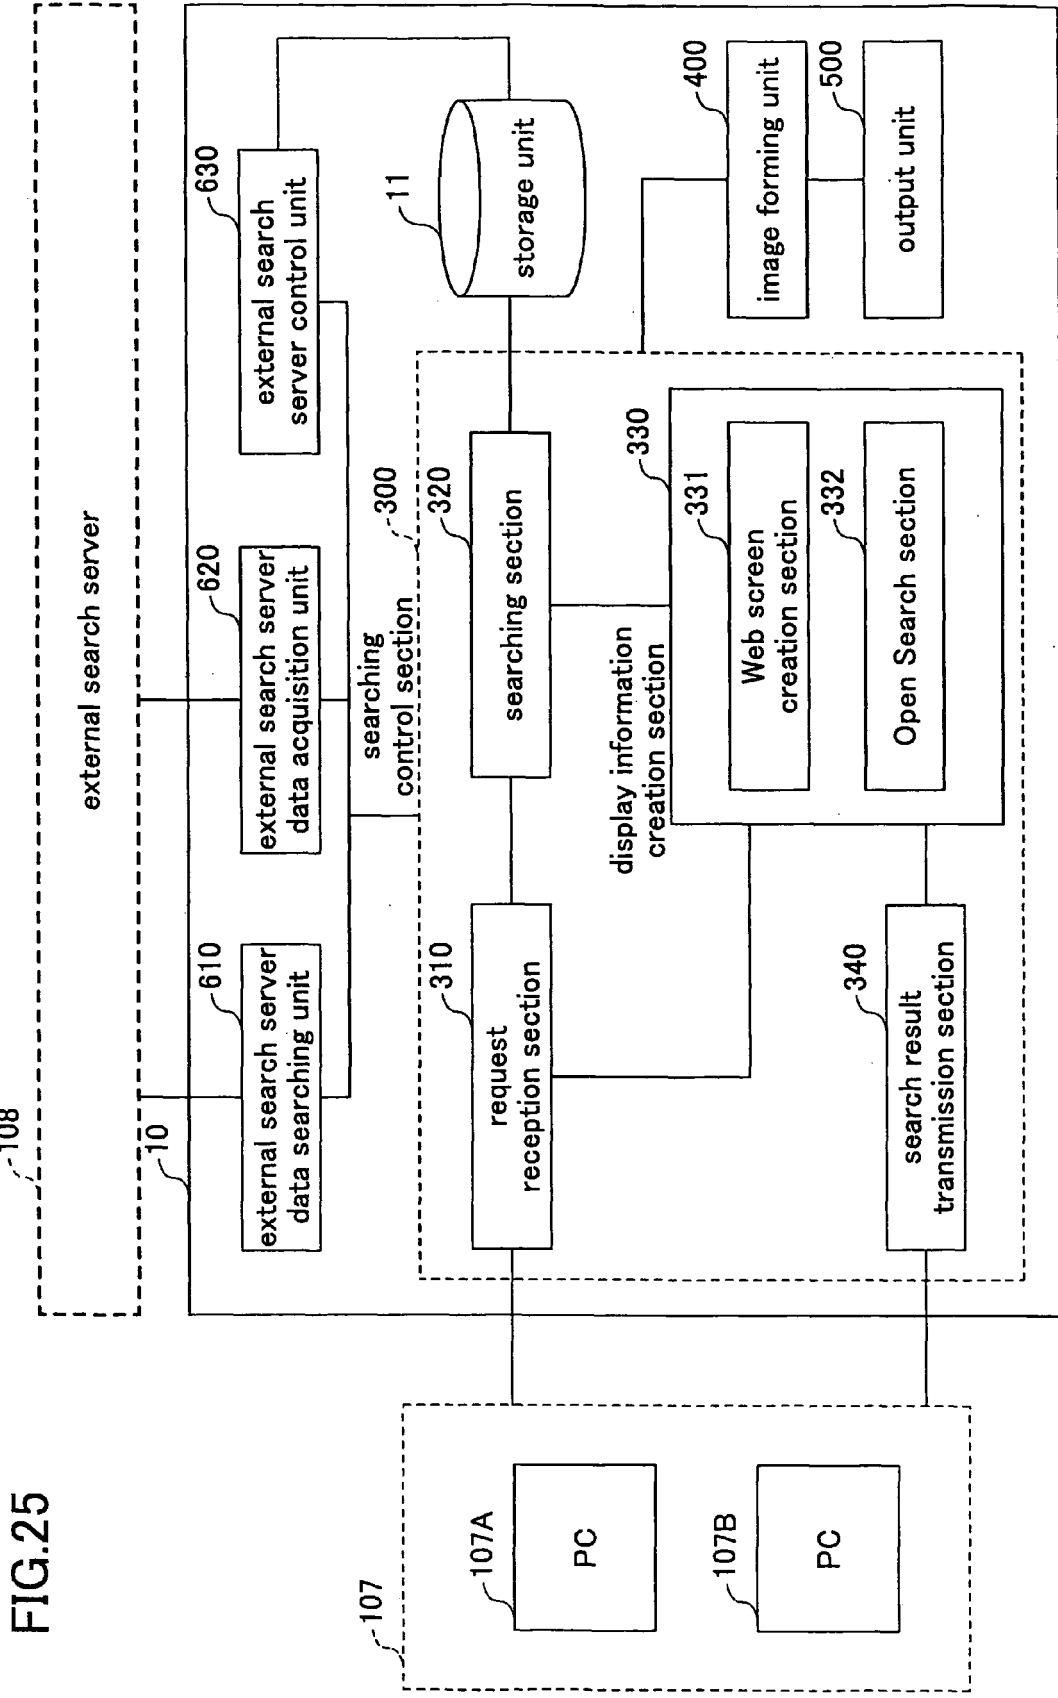 FIG.25
108
external search server
10
610
external search server
data searching unit
620
external search server
data acquisition unit
630
external search
server control unit
searching
control section
300
310
request
reception section
320
searching section
11
storage unit
display information
creation section
330
331
Web screen
creation section
332
Open Search section
340
search result
transmission section
400
image forming unit
500
output unit
107
107A
PC
107B
PC